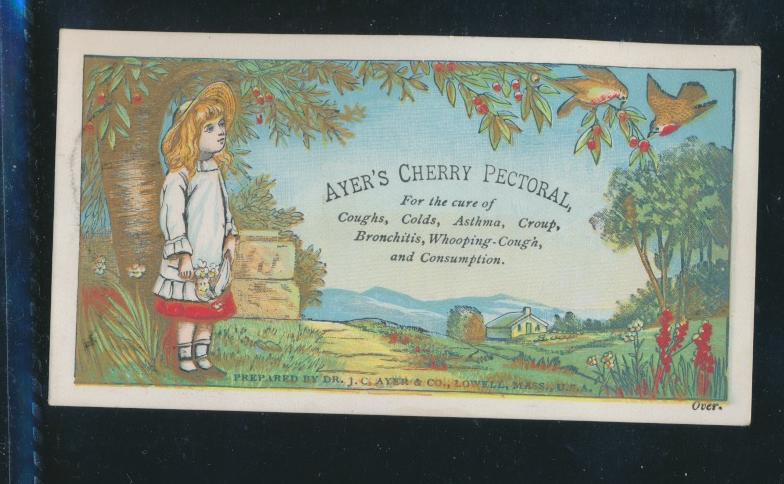 AYER'S CHERRY PECTORAL,
For the cure of
Coughs, Colds, Asthma, Croup,
Bronchitis, Whooping-Cough,
and Consumption.
PREPARED BY DR. J. C. AYER & CO., LOWELL, MASS., U.S.A.
Over.